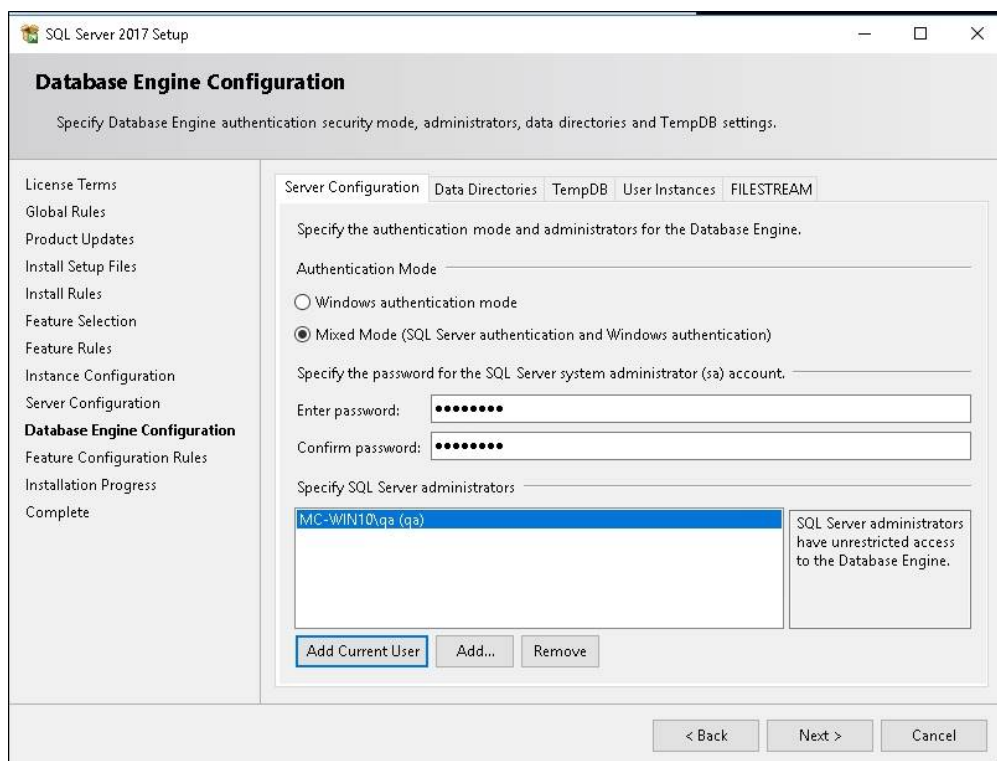 SQL Server 2017 Setup
Database Engine Configuration
Specify Database Engine authentication security mode, administrators, data directories and TempDB settings.
License Terms
Global Rules
Product Updates
Install Setup Files
Install Rules
Feature Selection
Feature Rules
Instance Configuration
Server Configuration
Database Engine Configuration
Feature Configuration Rules
Installation Progress
Complete
Server Configuration Data Directories TempDB User Instances FILESTREAM
Specify the authentication mode and administrators for the Database Engine.
Authentication Mode
Windows authentication mode
Mixed Mode (SQL Server authentication and Windows authentication)
Specify the password for the SQL Server system administrator (sa) account.
Enter password: ●●●●●●●●
Confirm password: ●●●●●●●●
Specify SQL Server administrators
MC-WIN10\qa (qa)
SQL Server administrators
have unrestricted access
to the Database Engine.
Add Current User Add... Remove
< Back Next > Cancel